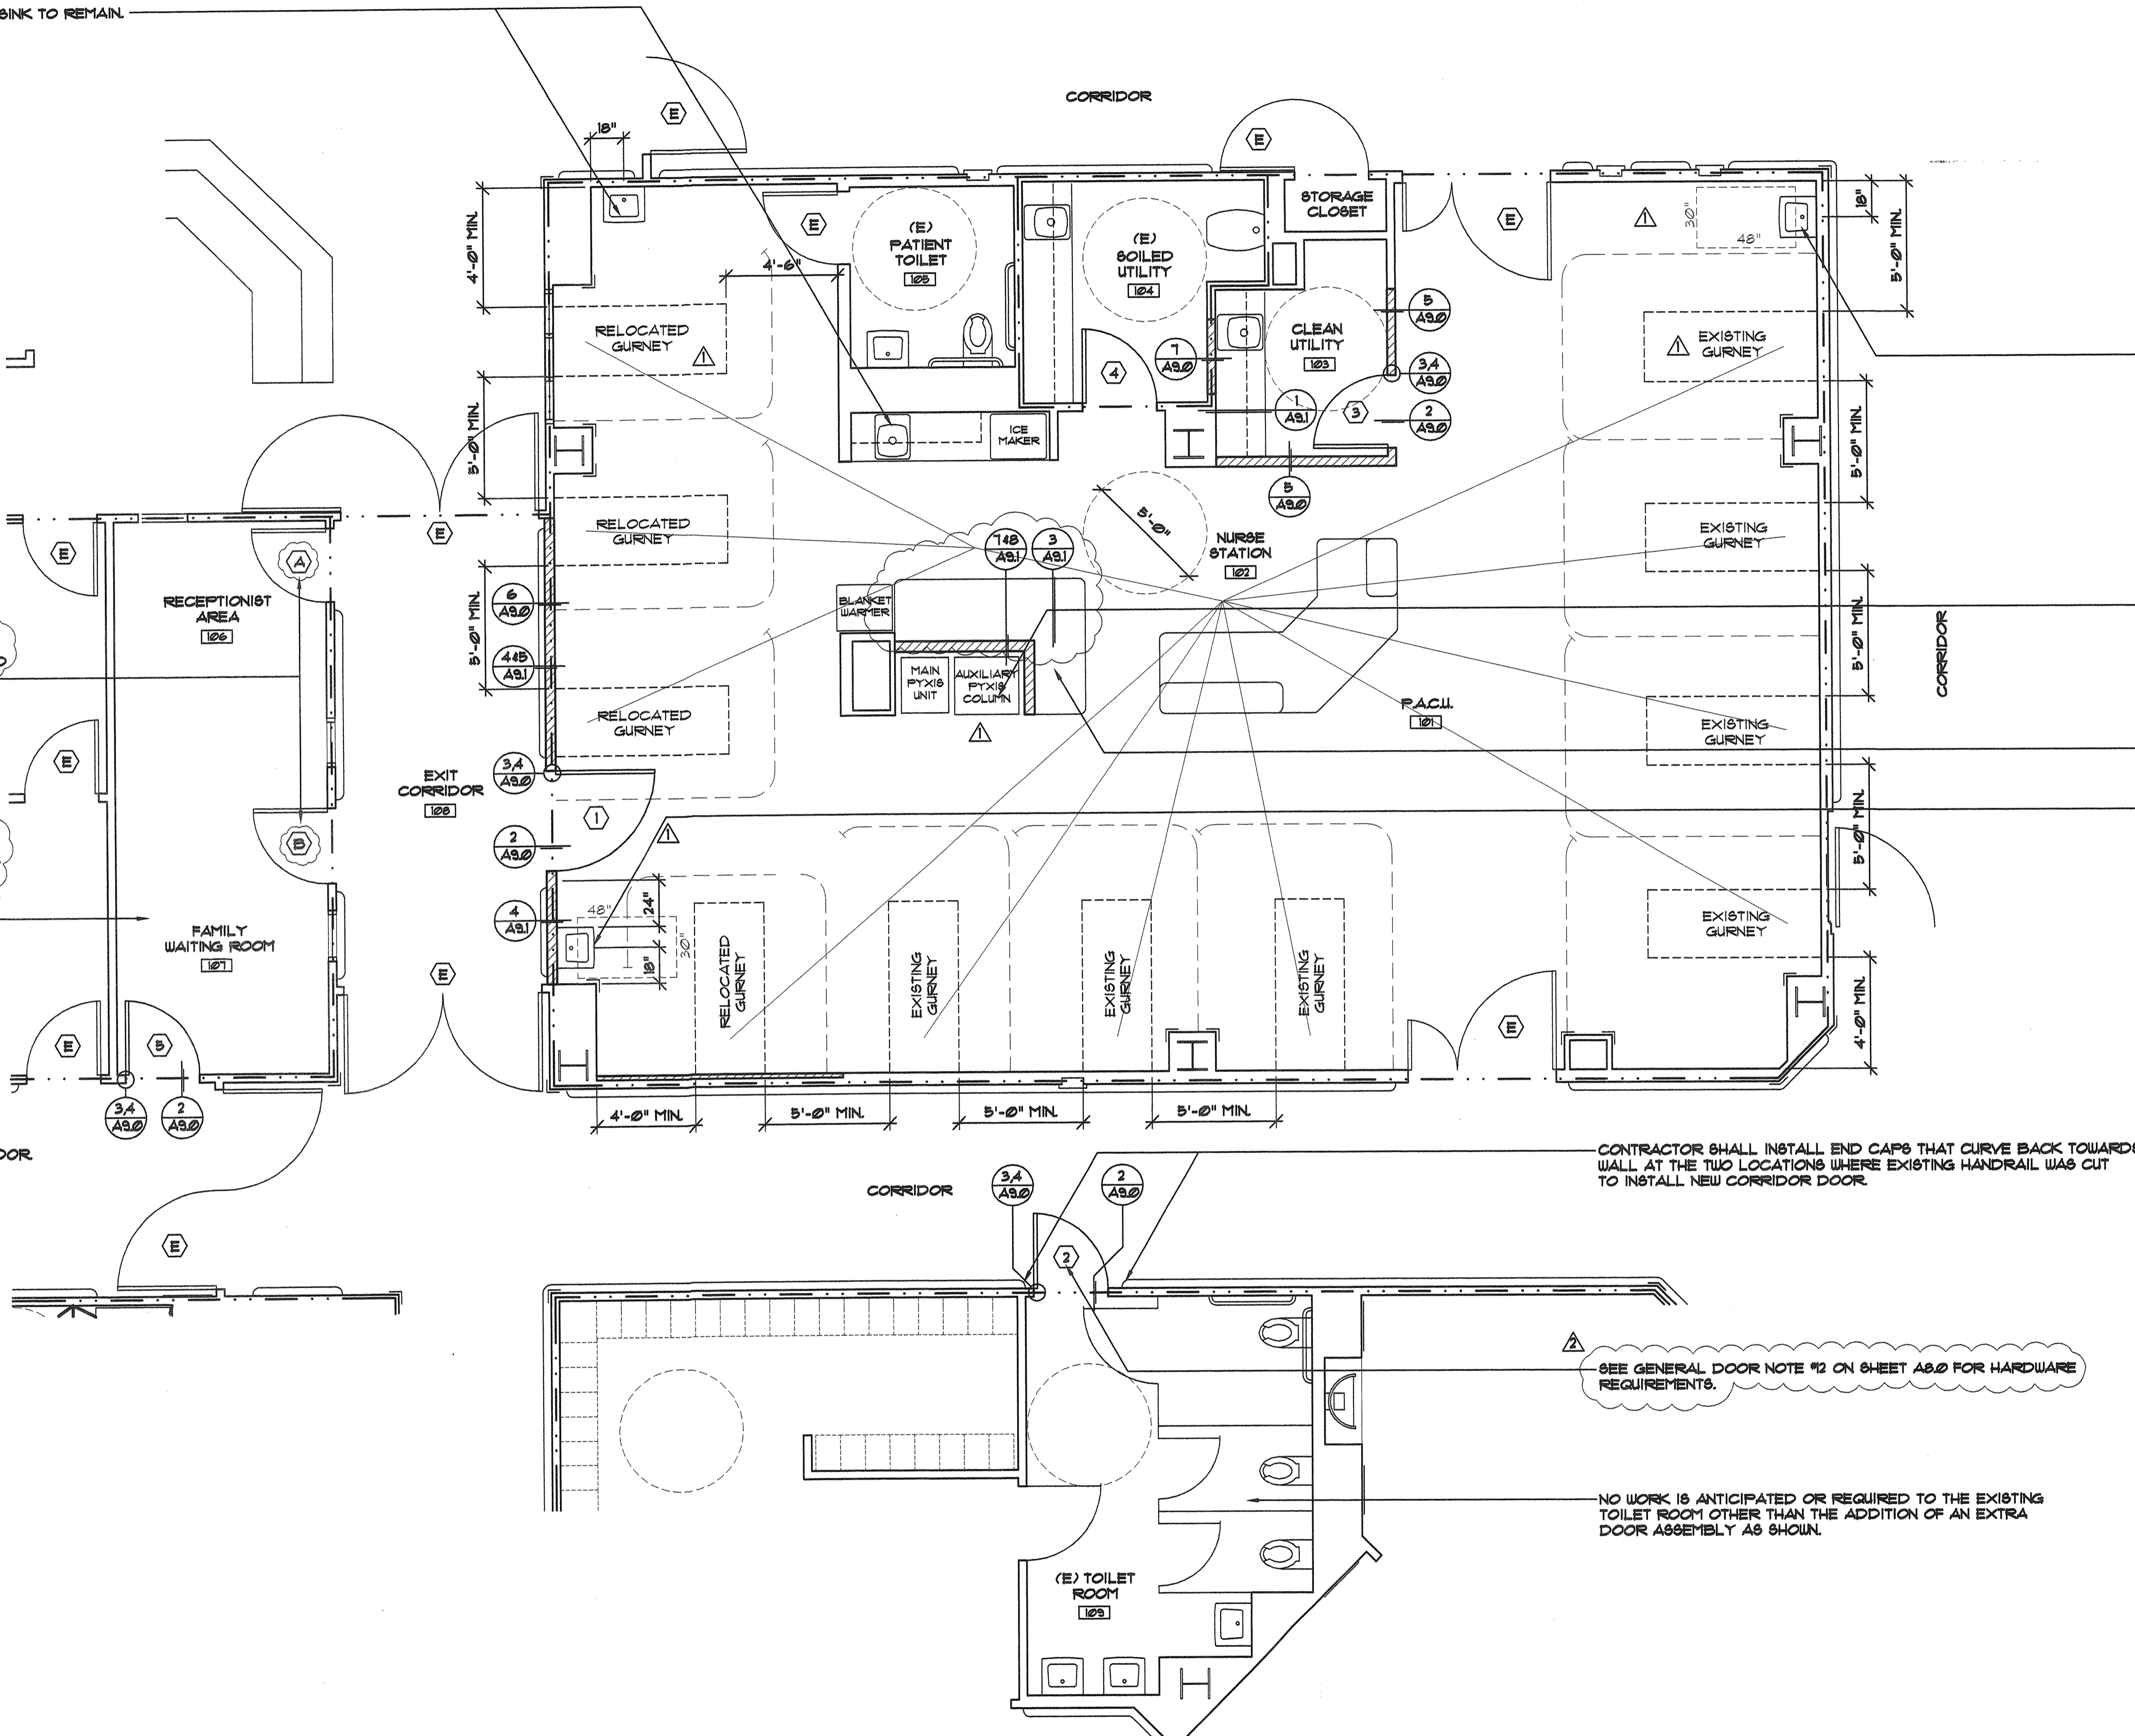 SINK TO REMAIN.
CORRIDOR
E
E
18"
4'-0" MIN.
4'-6"
E
(E)
PATIENT
TOILET
105
(E)
SOILED
UTILITY
104
STORAGE
CLOSET
E
1
30"
48"
18"
5'-0" MIN.
RELOCATED
GURNEY
1
5
A9.0
CLEAN
UTILITY
103
7
A9.0
4
3,4
A9.0
1
A9.1
3
2
A9.0
1
EXISTING
GURNEY
5'-0" MIN.
5'-0" MIN.
ICE
MAKER
5
A9.0
5'-0"
NURSE
STATION
102
RELOCATED
GURNEY
EXISTING
GURNEY
E
E
A
7&8
A9.1
3
A9.1
RECEPTIONIST
AREA
106
6
A9.0
BLANKET
WARMER
5'-0" MIN.
5'-0" MIN.
CORRIDOR
4&5
A9.1
MAIN
PYXIS
UNIT
AUXILIARY
PYXIS
COLUMN
1
P.A.C.U.
101
RELOCATED
GURNEY
EXISTING
GURNEY
E
3,4
A9.0
EXIT
CORRIDOR
108
1
1
B
2
A9.0
5'-0" MIN.
4
A9.1
48"
24"
30"
18"
FAMILY
WAITING ROOM
107
E
RELOCATED
GURNEY
EXISTING
GURNEY
EXISTING
GURNEY
EXISTING
GURNEY
EXISTING
GURNEY
E
4'-0" MIN.
E
5
3,4
A9.0
2
A9.0
4'-0" MIN.
5'-0" MIN.
5'-0" MIN.
5'-0" MIN.
CORRIDOR
3,4
A9.0
2
A9.0
CONTRACTOR SHALL INSTALL END CAPS THAT CURVE BACK TOWARDS
WALL AT THE TWO LOCATIONS WHERE EXISTING HANDRAIL WAS CUT
TO INSTALL NEW CORRIDOR DOOR.
E
2
2
SEE GENERAL DOOR NOTE #12 ON SHEET A8.0 FOR HARDWARE
REQUIREMENTS.
NO WORK IS ANTICIPATED OR REQUIRED TO THE EXISTING
TOILET ROOM OTHER THAN THE ADDITION OF AN EXTRA
DOOR ASSEMBLY AS SHOWN.
(E) TOILET
ROOM
109